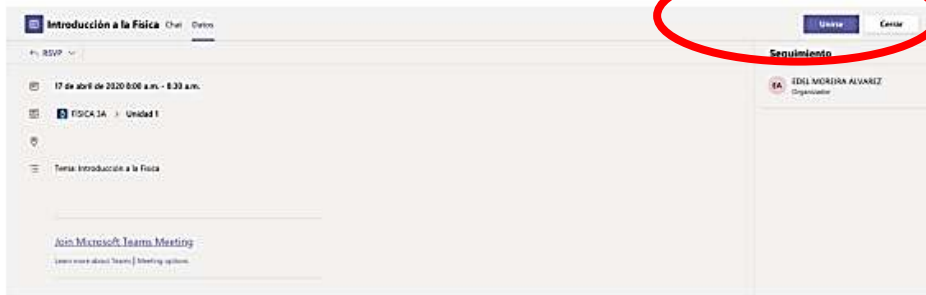 Introducción a la Física Chat Datos
Unirse Cerrar
RSVP
Seguimiento
17 de abril de 2020 8:00 a.m. - 8:30 a.m.
EA EDEL MOREIRA ALVAREZ
Organizador
FISICA 3A > Unidad 1
Tema: Introducción a la Fisica
Join Microsoft Teams Meeting
Learn more about Teams | Meeting options